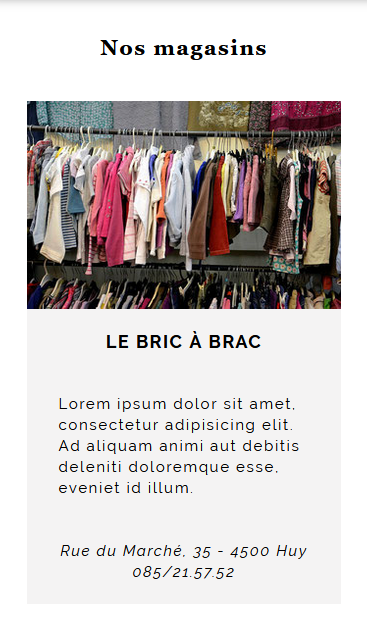 Nos magasins
LE BRIC À BRAC
Lorem ipsum dolor sit amet,
consectetur adipisicing elit.
Ad aliquam animi aut debitis
deleniti doloremque esse,
eveniet id illum.
Rue du Marché, 35 - 4500 Huy
085/21.57.52